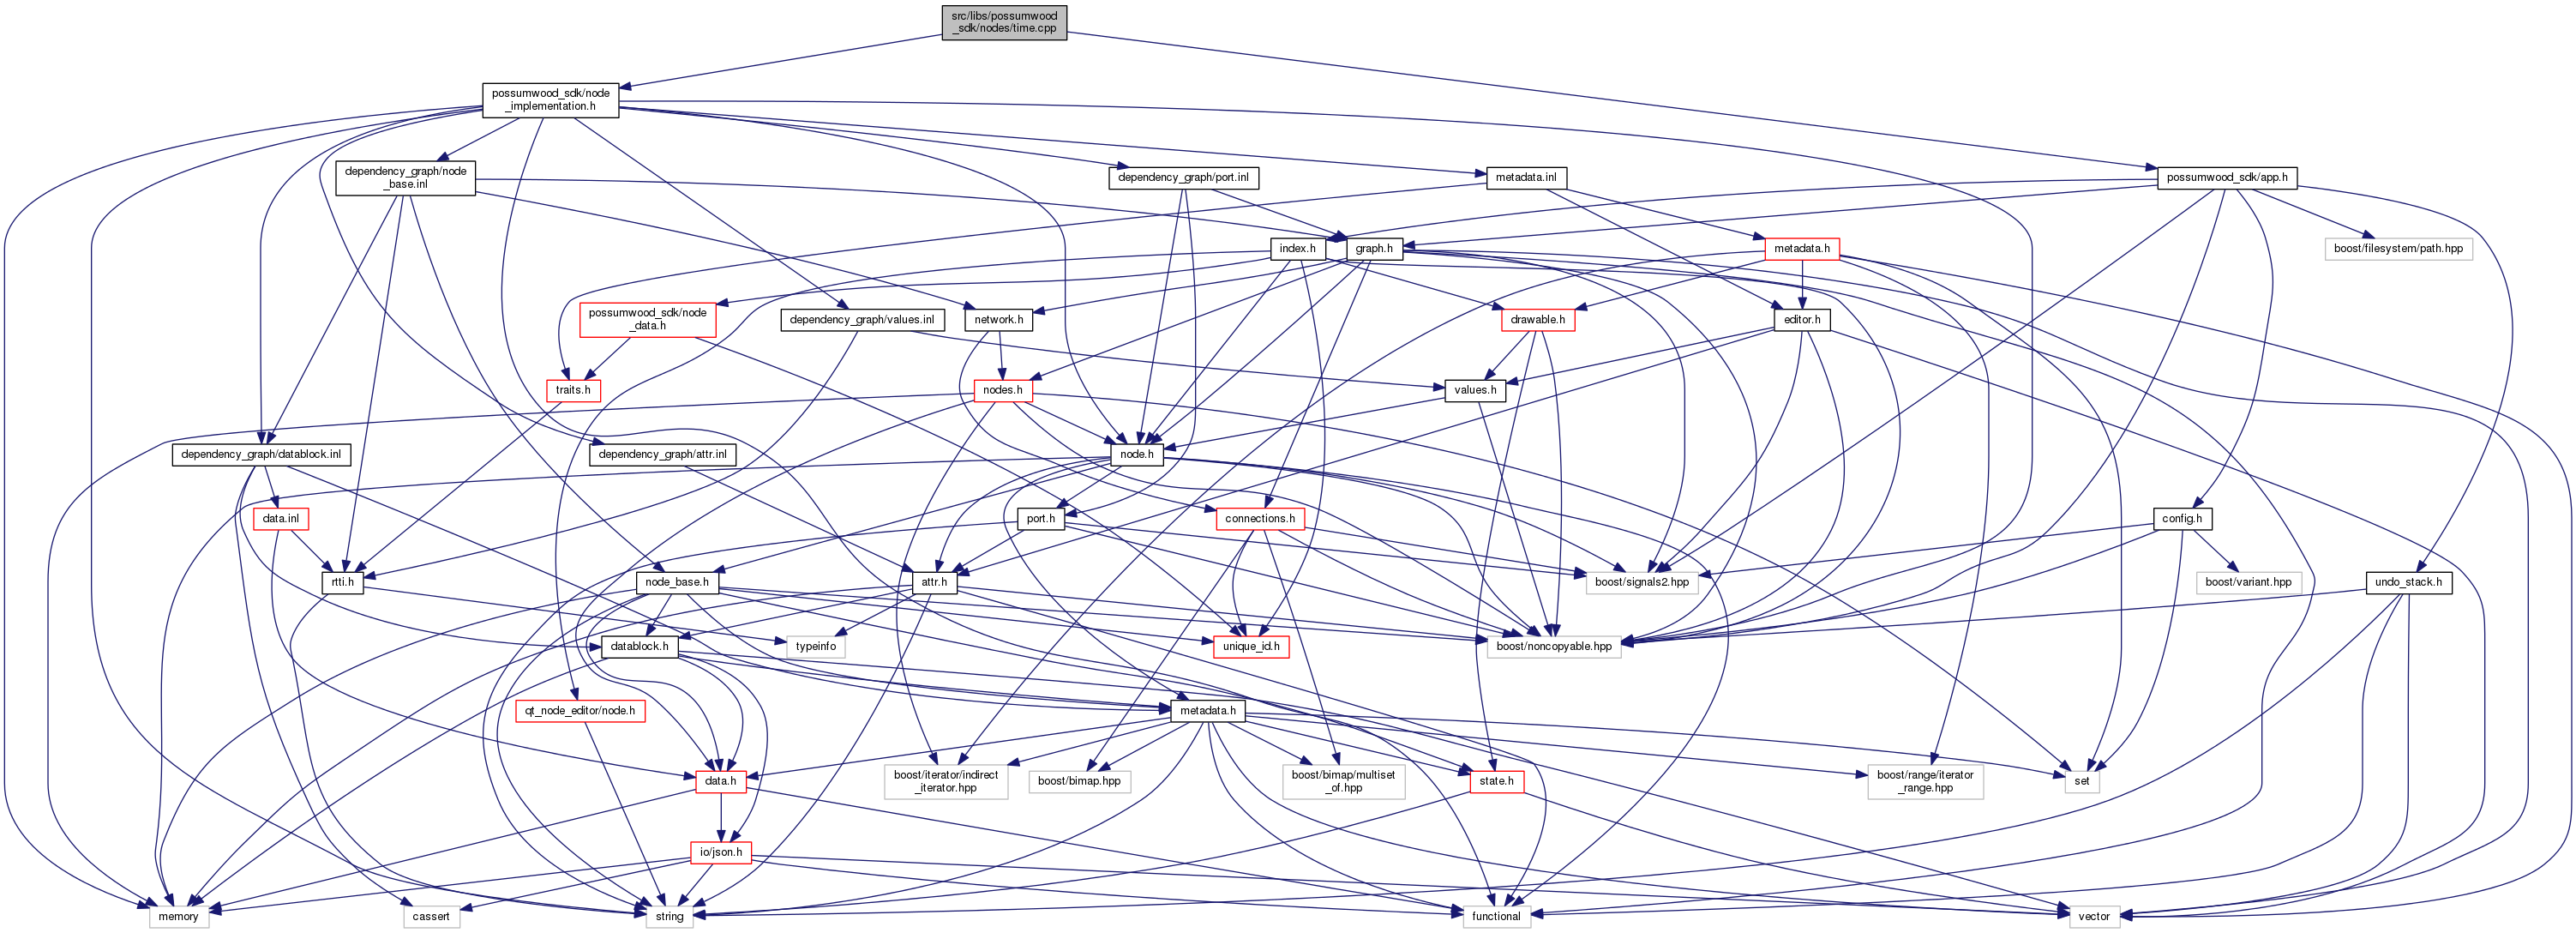 src/libs/possumwood
_sdk/nodes/time.cpp
possumwood_sdk/node
_implementation.h
dependency_graph/node
_base.inl
dependency_graph/port.inl
metadata.inl
possumwood_sdk/app.h
index.h
graph.h
metadata.h
boost/filesystem/path.hpp
possumwood_sdk/node
_data.h
dependency_graph/values.inl
network.h
drawable.h
editor.h
traits.h
nodes.h
values.h
dependency_graph/datablock.inl
dependency_graph/attr.inl
node.h
data.inl
port.h
connections.h
config.h
rtti.h
node_base.h
attr.h
boost/signals2.hpp
boost/variant.hpp
undo_stack.h
datablock.h
typeinfo
unique_id.h
boost/noncopyable.hpp
qt_node_editor/node.h
metadata.h
data.h
boost/iterator/indirect
_iterator.hpp
boost/bimap.hpp
boost/bimap/multiset
_of.hpp
state.h
boost/range/iterator
_range.hpp
set
io/json.h
memory
cassert
string
functional
vector